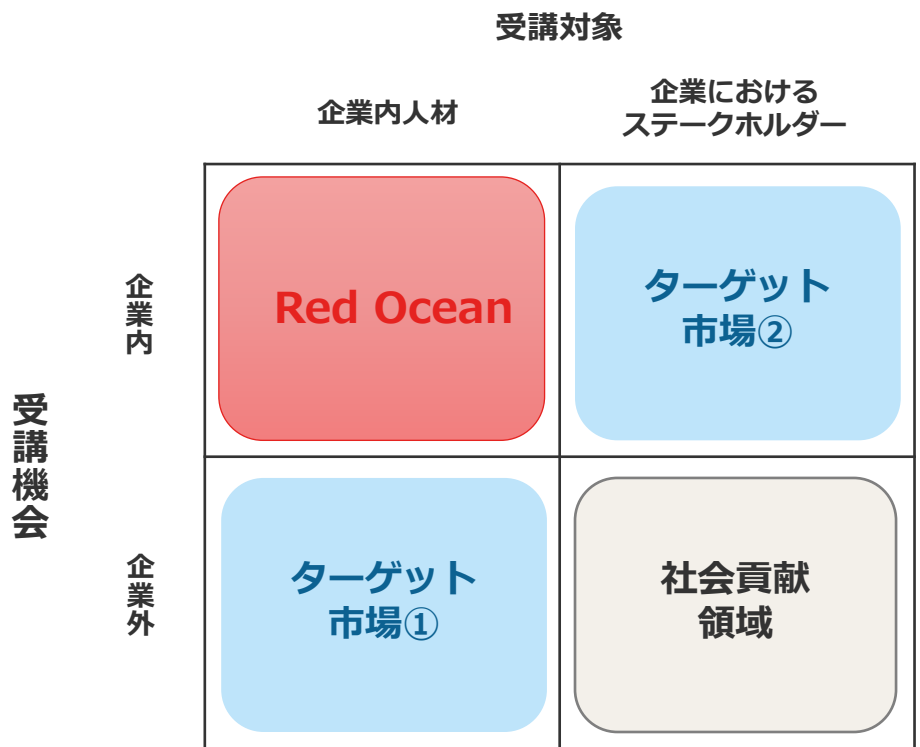 受講対象
企業内人材
企業における
ステークホルダー
受講機会
企業内
Red Ocean
ターゲット
市場②
企業外
ターゲット
市場①
社会貢献
領域